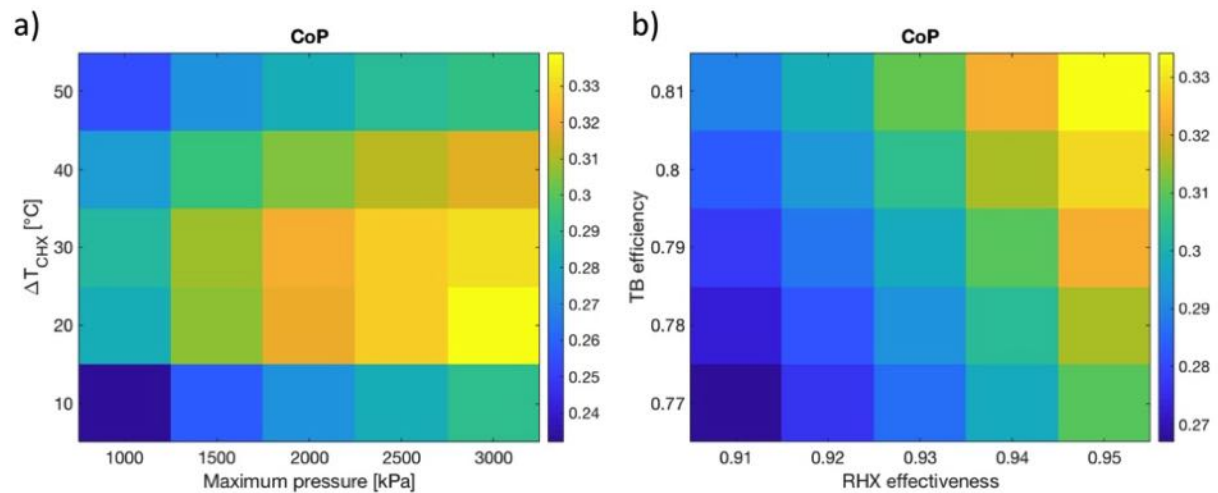 a)
CoP
ΔT_CHX [°C]
50
40
30
20
10
1000 1500 2000 2500 3000
Maximum pressure [kPa]
0.33
0.32
0.31
0.3
0.29
0.28
0.27
0.26
0.25
0.24
b)
CoP
TB efficiency
0.81
0.8
0.79
0.78
0.77
0.91 0.92 0.93 0.94 0.95
RHX effectiveness
0.33
0.32
0.31
0.3
0.29
0.28
0.27